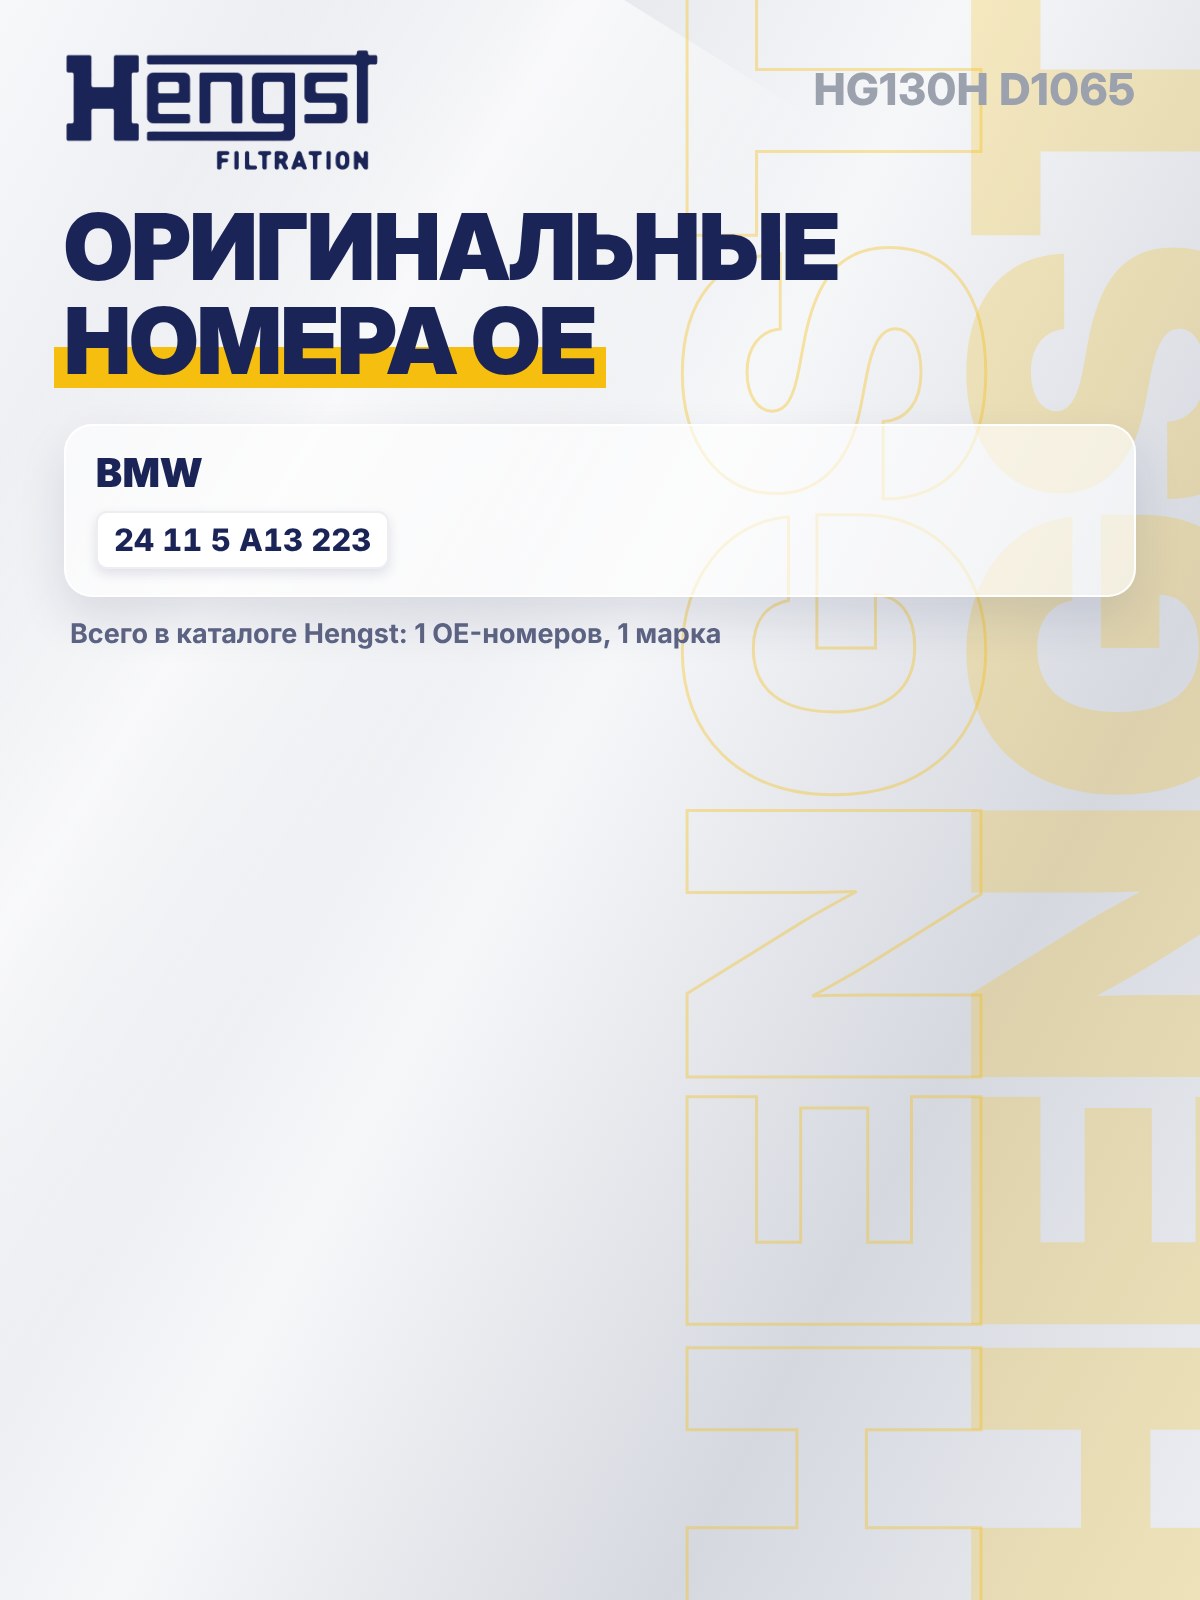 Hengst
FILTRATION
HG130H D1065
ОРИГИНАЛЬНЫЕ
НОМЕРА OE
BMW
24 11 5 A13 223
Всего в каталоге Hengst: 1 OE-номеров, 1 марка
HENGST
HENGST